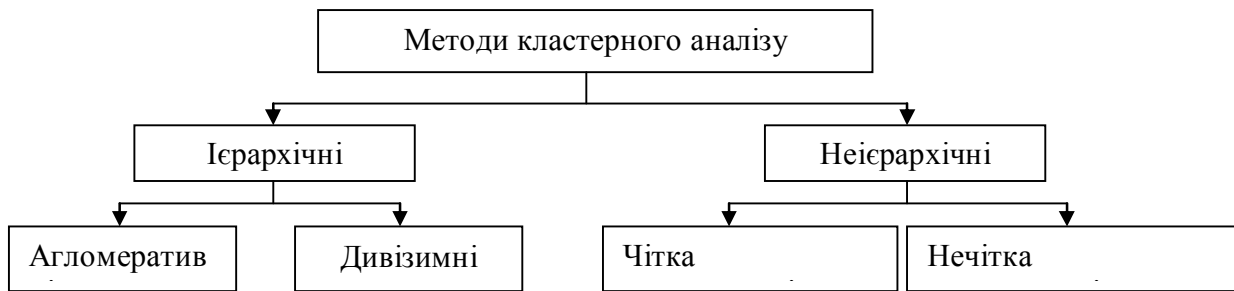 Методи кластерного аналізу
Ієрархічні
Неієрархічні
Агломератив
Дивізимні
Чітка
Нечітка